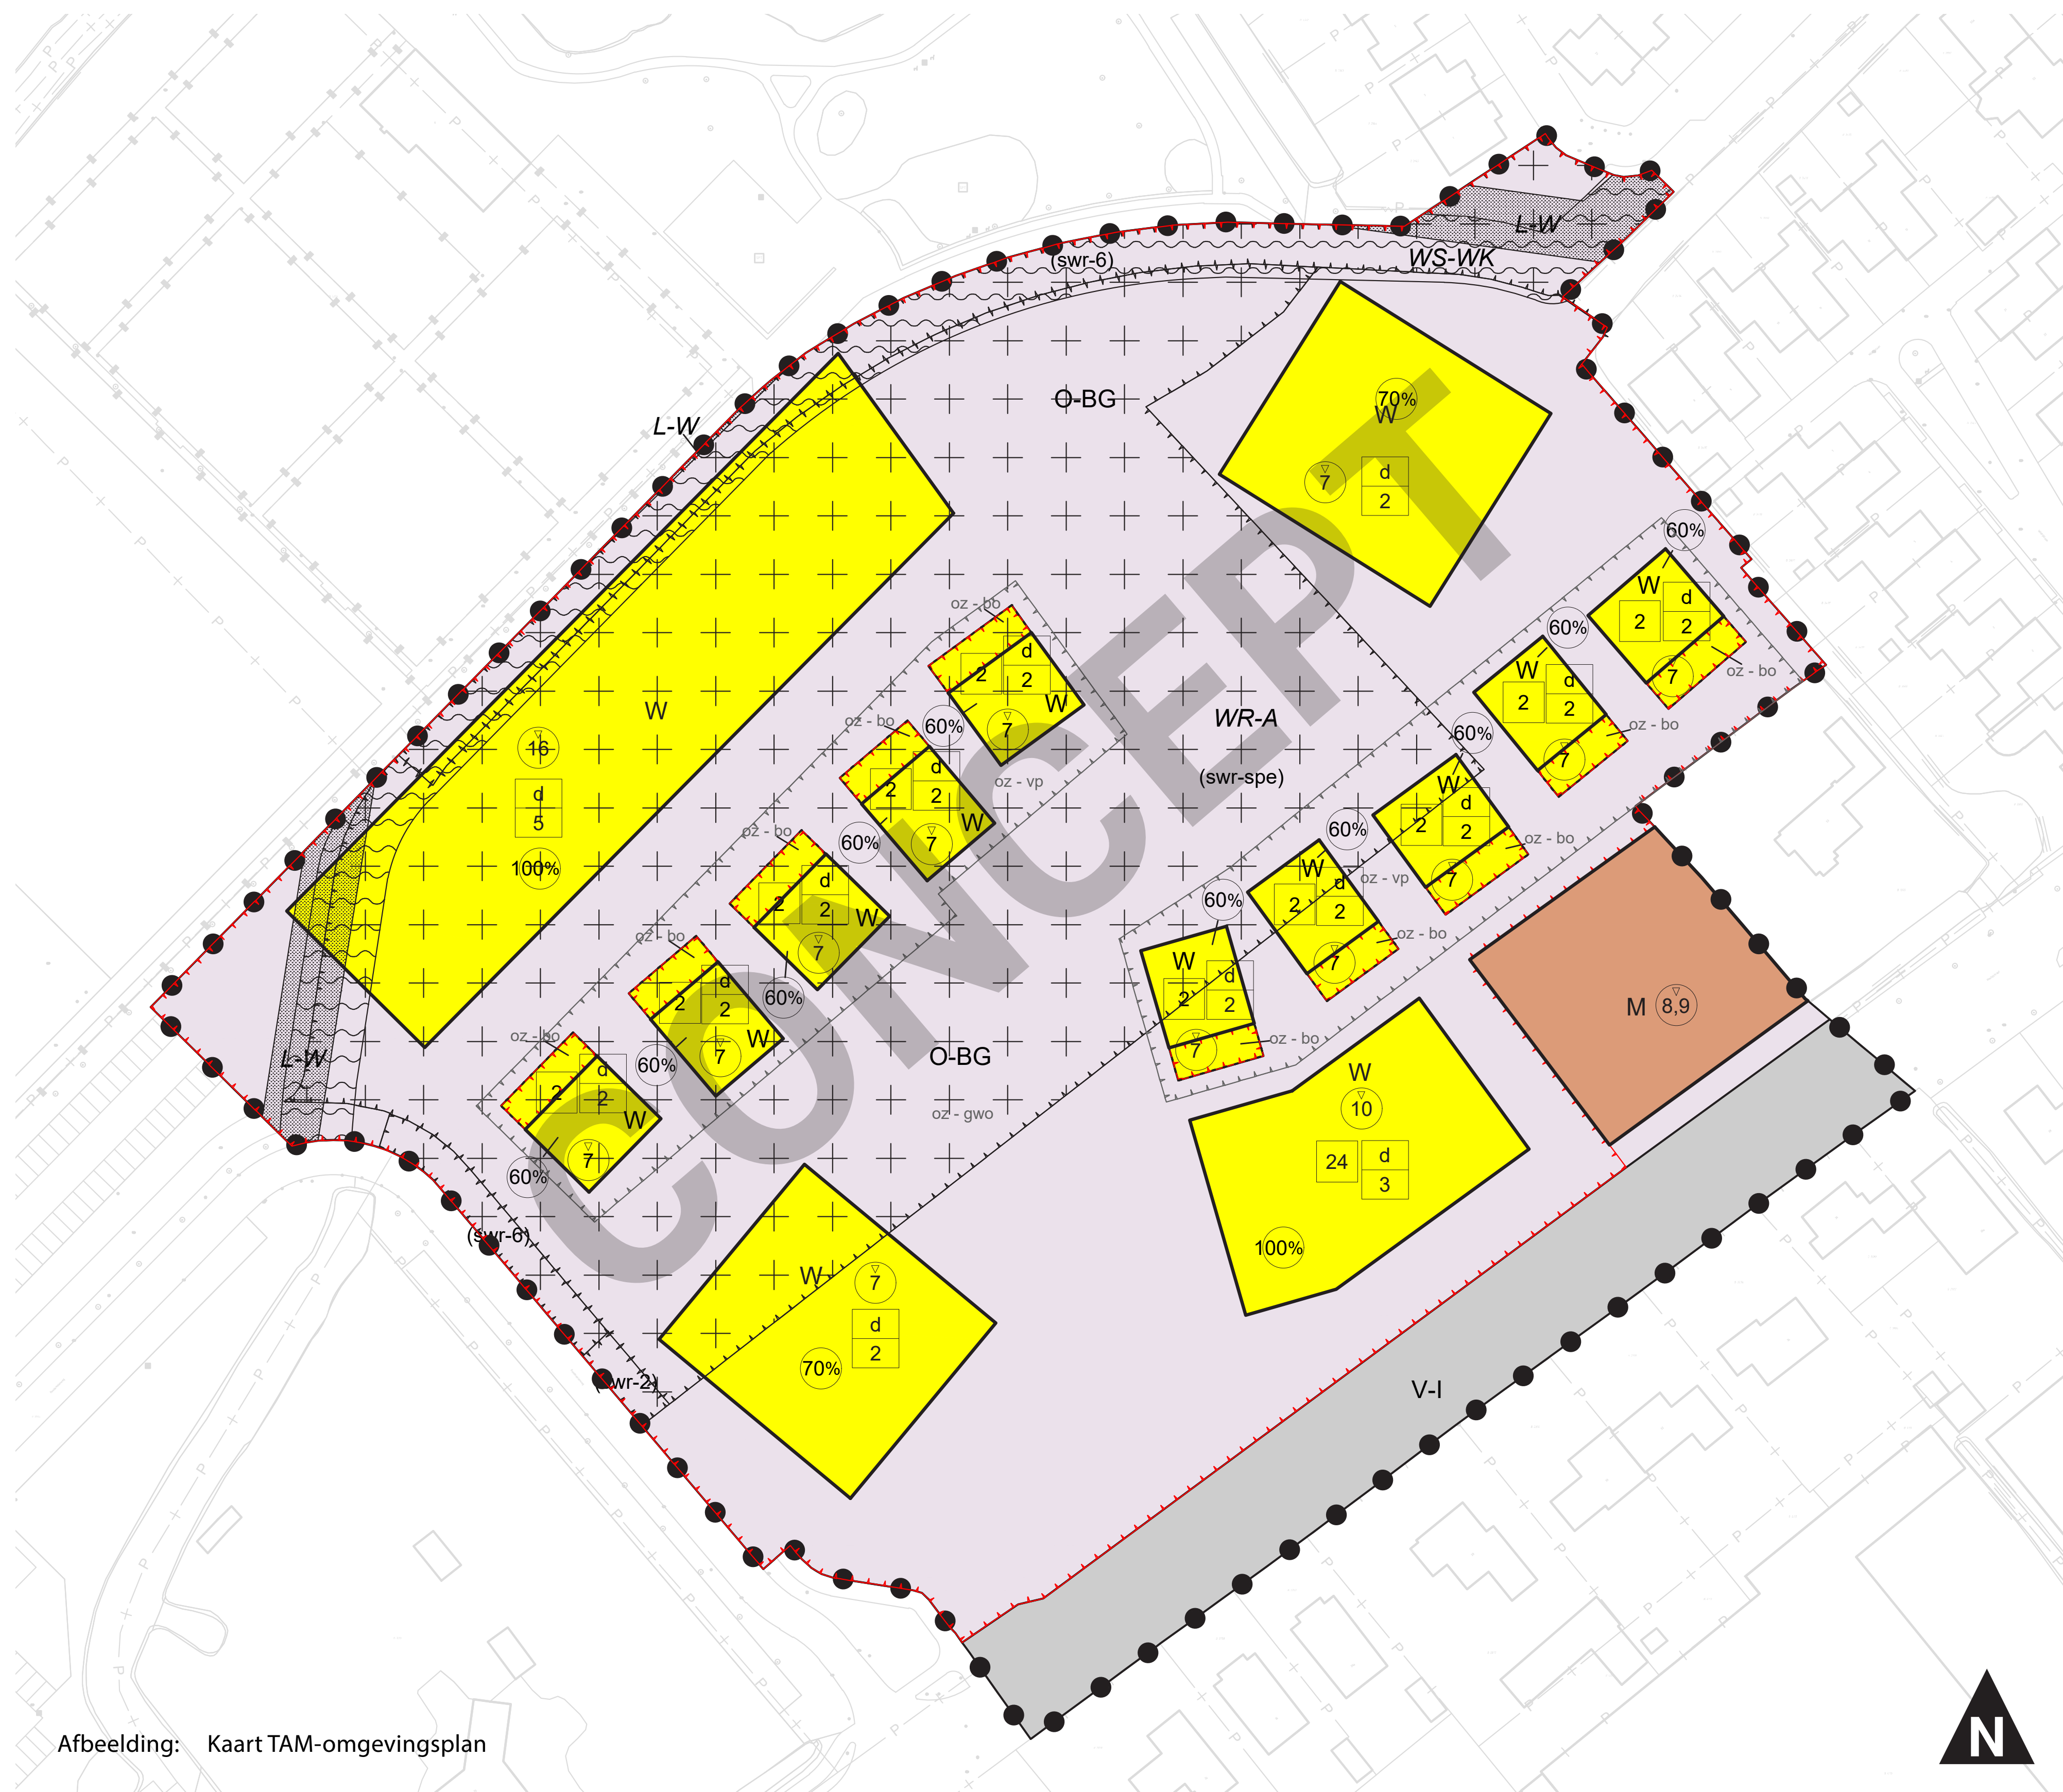 L-W
(swr-6)
WS-WK
L-W
O-BG
70%
W
7
d
2
60%
W
2
d
2
7
oz - bo
60%
W
2
d
2
7
oz - bo
60%
W
2
d
2
7
oz - bo
60%
W
2
d
2
7
oz - bo
oz - vp
60%
W
2
d
2
7
oz - bo
W
16
d
5
100%
oz - bo
2
d
2
W
7
60%
oz - vp
oz - bo
2
d
2
W
7
60%
oz - bo
2
d
2
W
7
60%
oz - bo
2
d
2
W
7
60%
oz - bo
2
d
2
W
7
60%
WR-A
(swr-spe)
CONCEPT
L-W
O-BG
oz - gwo
M 8,9
W
10
24
d
3
100%
(swr-6)
W
7
d
2
70%
V-I
Afbeelding: Kaart TAM-omgevingsplan
N